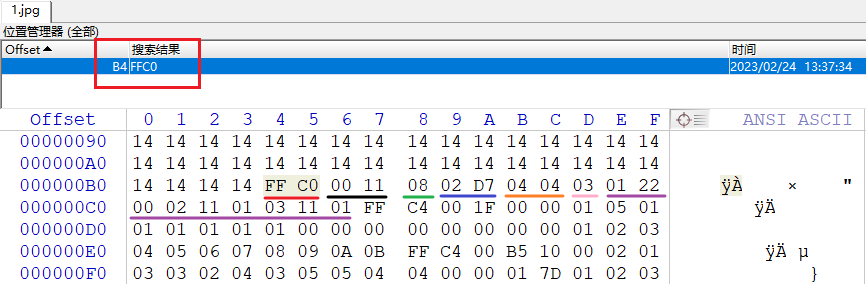 1.jpg
位置管理器 (全部)
Offset 搜索结果 时间
B4 FFC0 2023/02/24 13:37:34
Offset 0 1 2 3 4 5 6 7 8 9 A B C D E F ANSI ASCII
00000090 14 14 14 14 14 14 14 14 14 14 14 14 14 14 14 14
000000A0 14 14 14 14 14 14 14 14 14 14 14 14 14 14 14 14
000000B0 14 14 14 14 FF C0 00 11 08 02 D7 04 04 03 01 22 ÿÀ × "
000000C0 00 02 11 01 03 11 01 FF C4 00 1F 00 00 01 05 01 ÿÄ
000000D0 01 01 01 01 01 00 00 00 00 00 00 00 00 01 02 03
000000E0 04 05 06 07 08 09 0A 0B FF C4 00 B5 10 00 02 01 ÿÄ µ
000000F0 03 03 02 04 03 05 05 04 04 00 00 01 7D 01 02 03 }